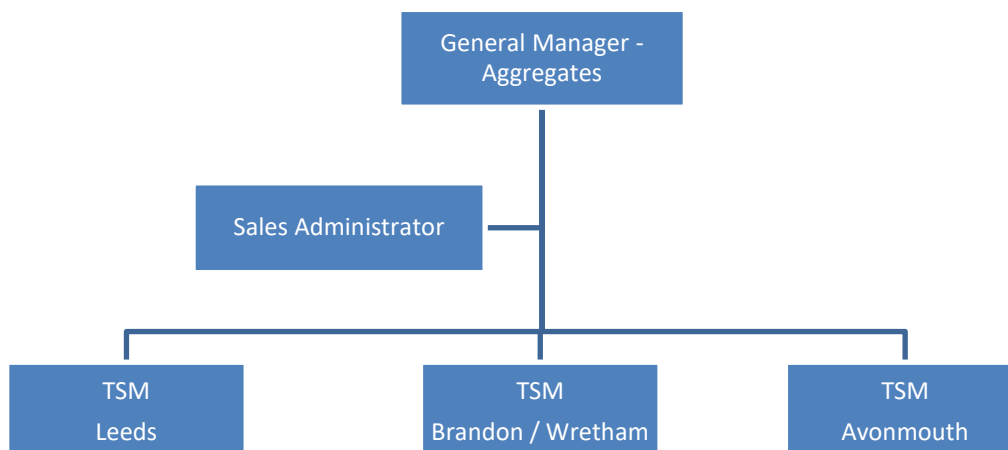 General Manager -
Aggregates
Sales Administrator
TSM
Leeds
TSM
Brandon / Wretham
TSM
Avonmouth